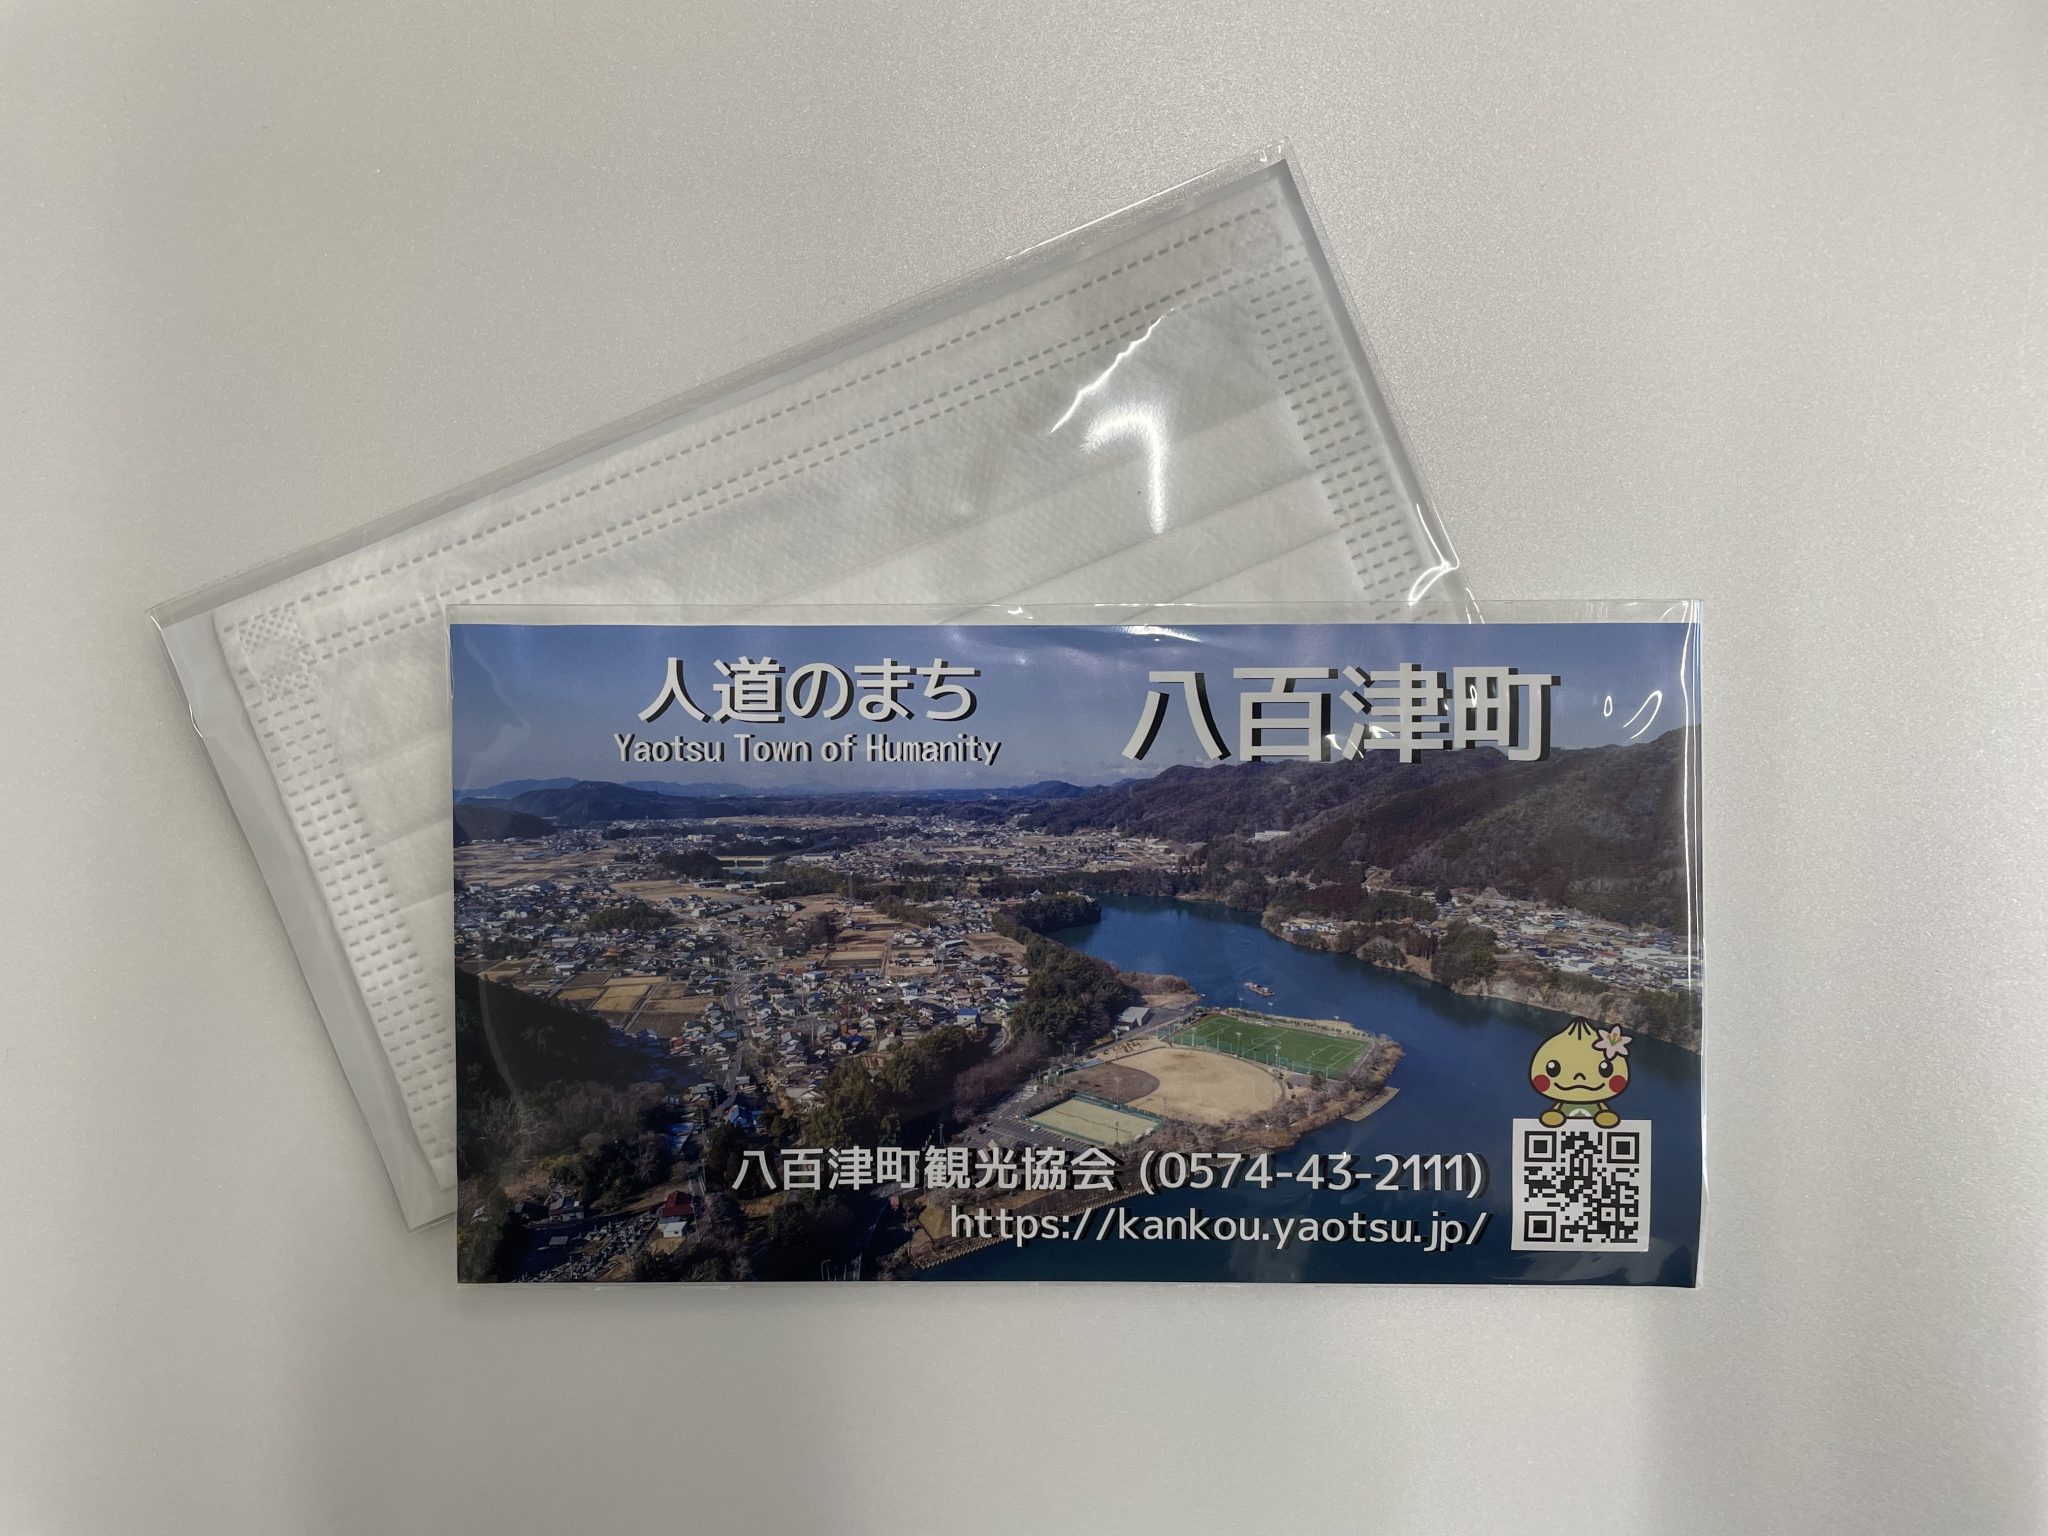 人道のまち
Yaotsu Town of Humanity
八百津町
八百津町観光協会 (0574-43-2111)
https://kankou.yaotsu.jp/